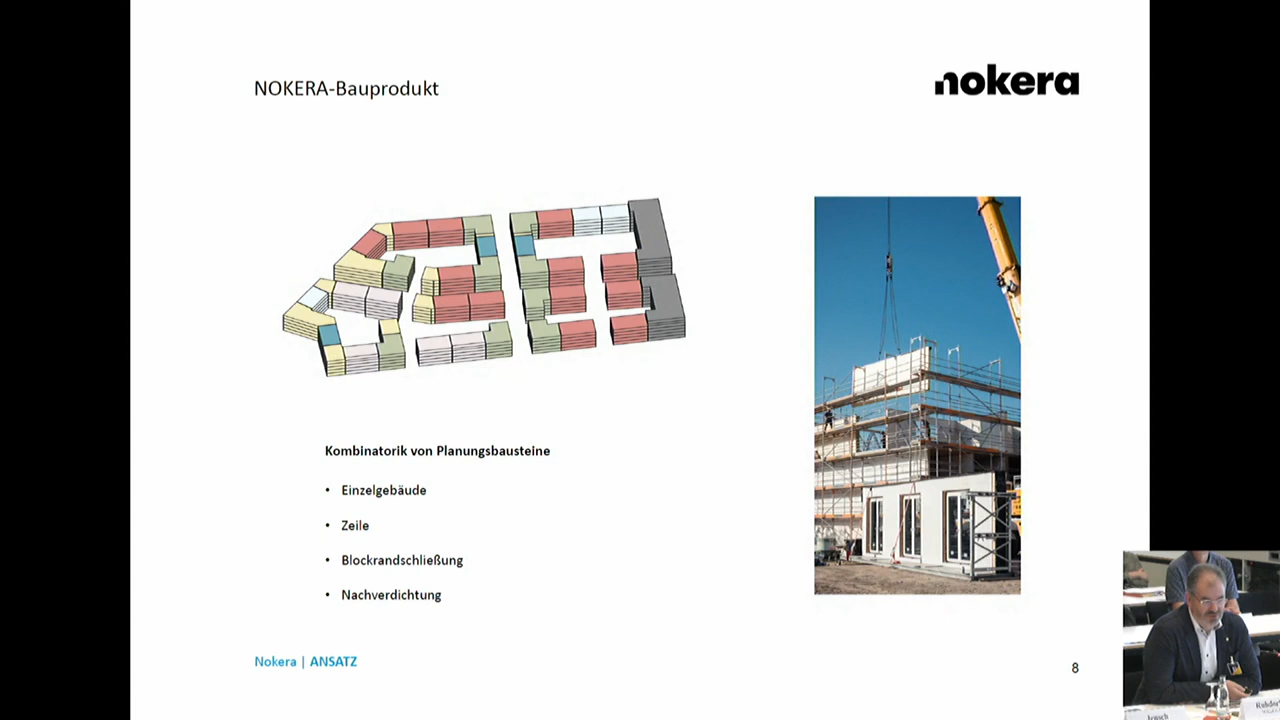 NOKERA-Bauprodukt
nokera
Kombinatorik von Planungsbausteine
• Einzelgebäude
• Zeile
• Blockrandschließung
• Nachverdichtung
Nokera | ANSATZ
8